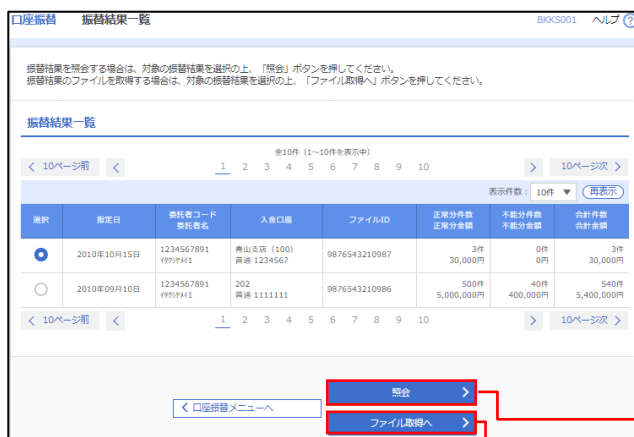 口座振替 振替結果一覧 BKKS001 ヘルプ ?
振替結果を照会する場合は、対象の振替結果を選択の上、「照会」ボタンを押してください。
振替結果のファイルを取得する場合は、対象の振替結果を選択の上、「ファイル取得へ」ボタンを押してください。
振替結果一覧
全10件（1～10件を表示中）
< 10ページ前 < 1 2 3 4 5 6 7 8 9 10 > 10ページ次 >
表示件数： 10件 ▼ 再表示
選択 指定日 委託者コード 入金口座 ファイルID 正常分件数 不能分件数 合計件数
委託者名 正常分金額 不能分金額 合計金額
2010年10月15日 1234567891 青山支店（100） 9876543210987 3件 0件 3件
ｲﾀｸｼﾔﾒｲ1 普通 1234567 30,000円 0円 30,000円
2010年09月10日 1234567891 202 9876543210986 500件 40件 540件
ｲﾀｸｼﾔﾒｲ1 普通 1111111 5,000,000円 400,000円 5,400,000円
< 10ページ前 < 1 2 3 4 5 6 7 8 9 10 > 10ページ次 >
照会 >
< 口座振替メニューへ
ファイル取得へ >